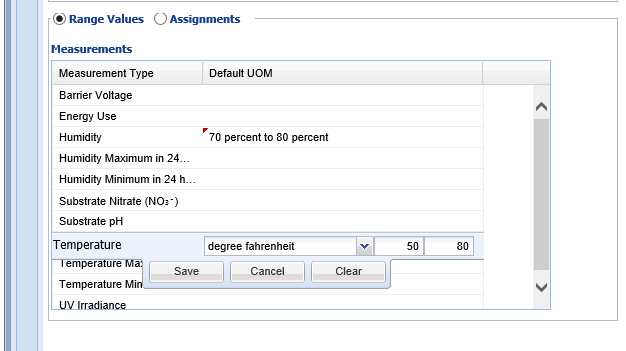 Range Values Assignments
Measurements
Measurement Type Default UOM
Barrier Voltage
Energy Use
Humidity 70 percent to 80 percent
Humidity Maximum in 24...
Humidity Minimum in 24 h...
Substrate Nitrate (NO₃⁻)
Substrate pH
Temperature degree fahrenheit 50 80
Temperature Max
Save Cancel Clear
Temperature Min
UV Irradiance